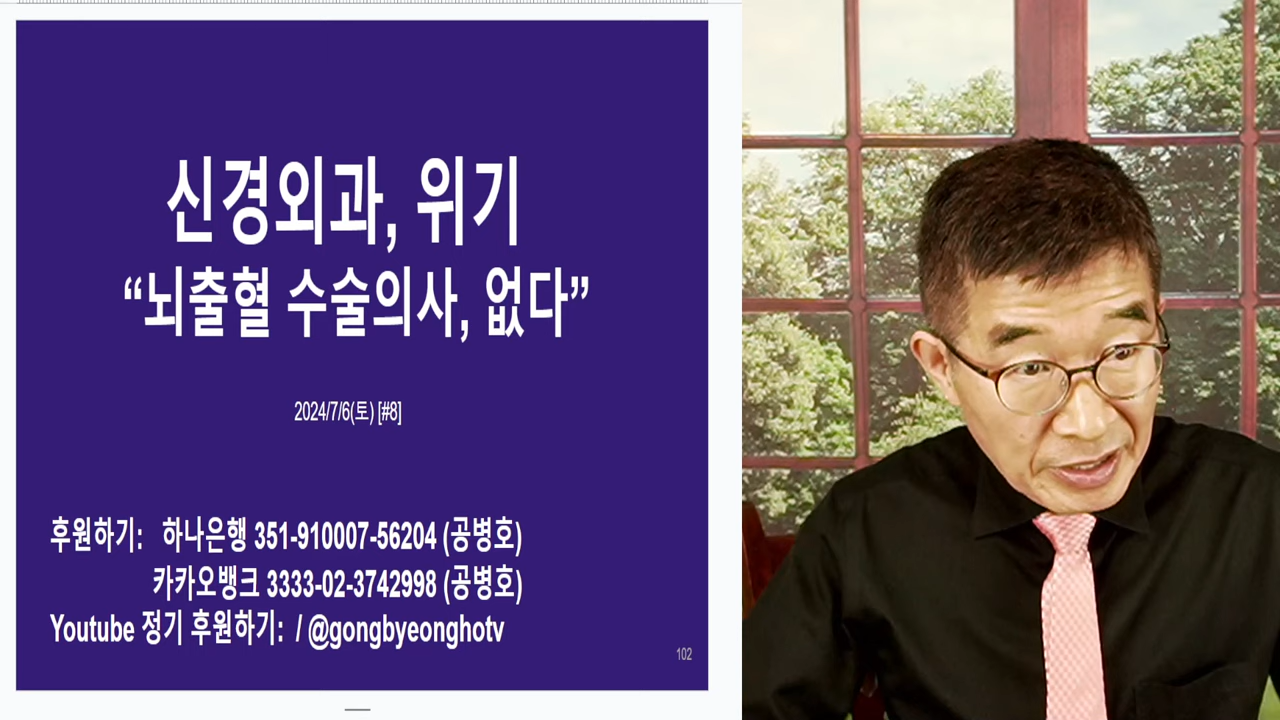 신경외과, 위기
“뇌출혈 수술의사, 없다”
2024/7/6(토) [#8]
후원하기: 하나은행 351-910007-56204 (공병호)
카카오뱅크 3333-02-3742998 (공병호)
Youtube 정기 후원하기: / @gongbyeonghotv
102